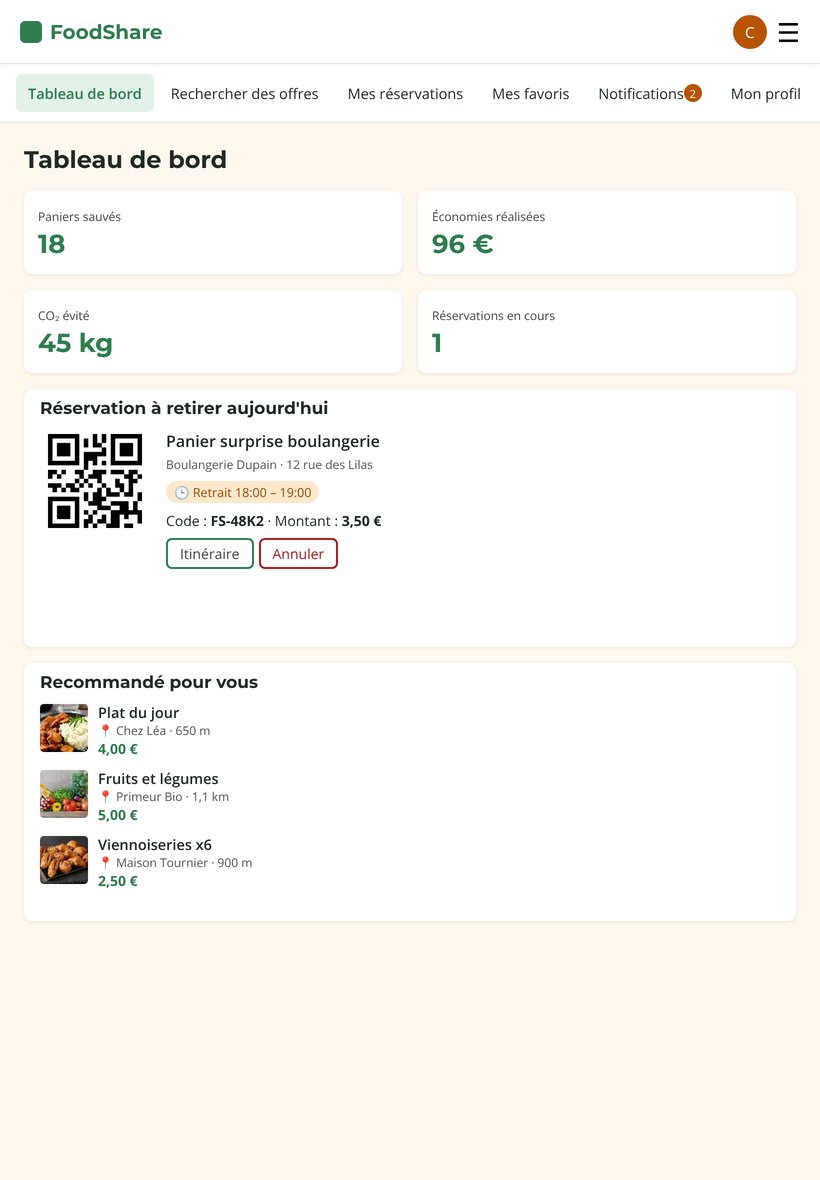 FoodShare
C
Tableau de bord
Rechercher des offres
Mes réservations
Mes favoris
Notifications 2
Mon profil
Tableau de bord
Paniers sauvés
18
Économies réalisées
96 €
CO₂ évité
45 kg
Réservations en cours
1
Réservation à retirer aujourd'hui
Panier surprise boulangerie
Boulangerie Dupain · 12 rue des Lilas
🕒 Retrait 18:00 – 19:00
Code : FS-48K2 · Montant : 3,50 €
Itinéraire
Annuler
Recommandé pour vous
Plat du jour
📍 Chez Léa · 650 m
4,00 €
Fruits et légumes
📍 Primeur Bio · 1,1 km
5,00 €
Viennoiseries x6
📍 Maison Tournier · 900 m
2,50 €